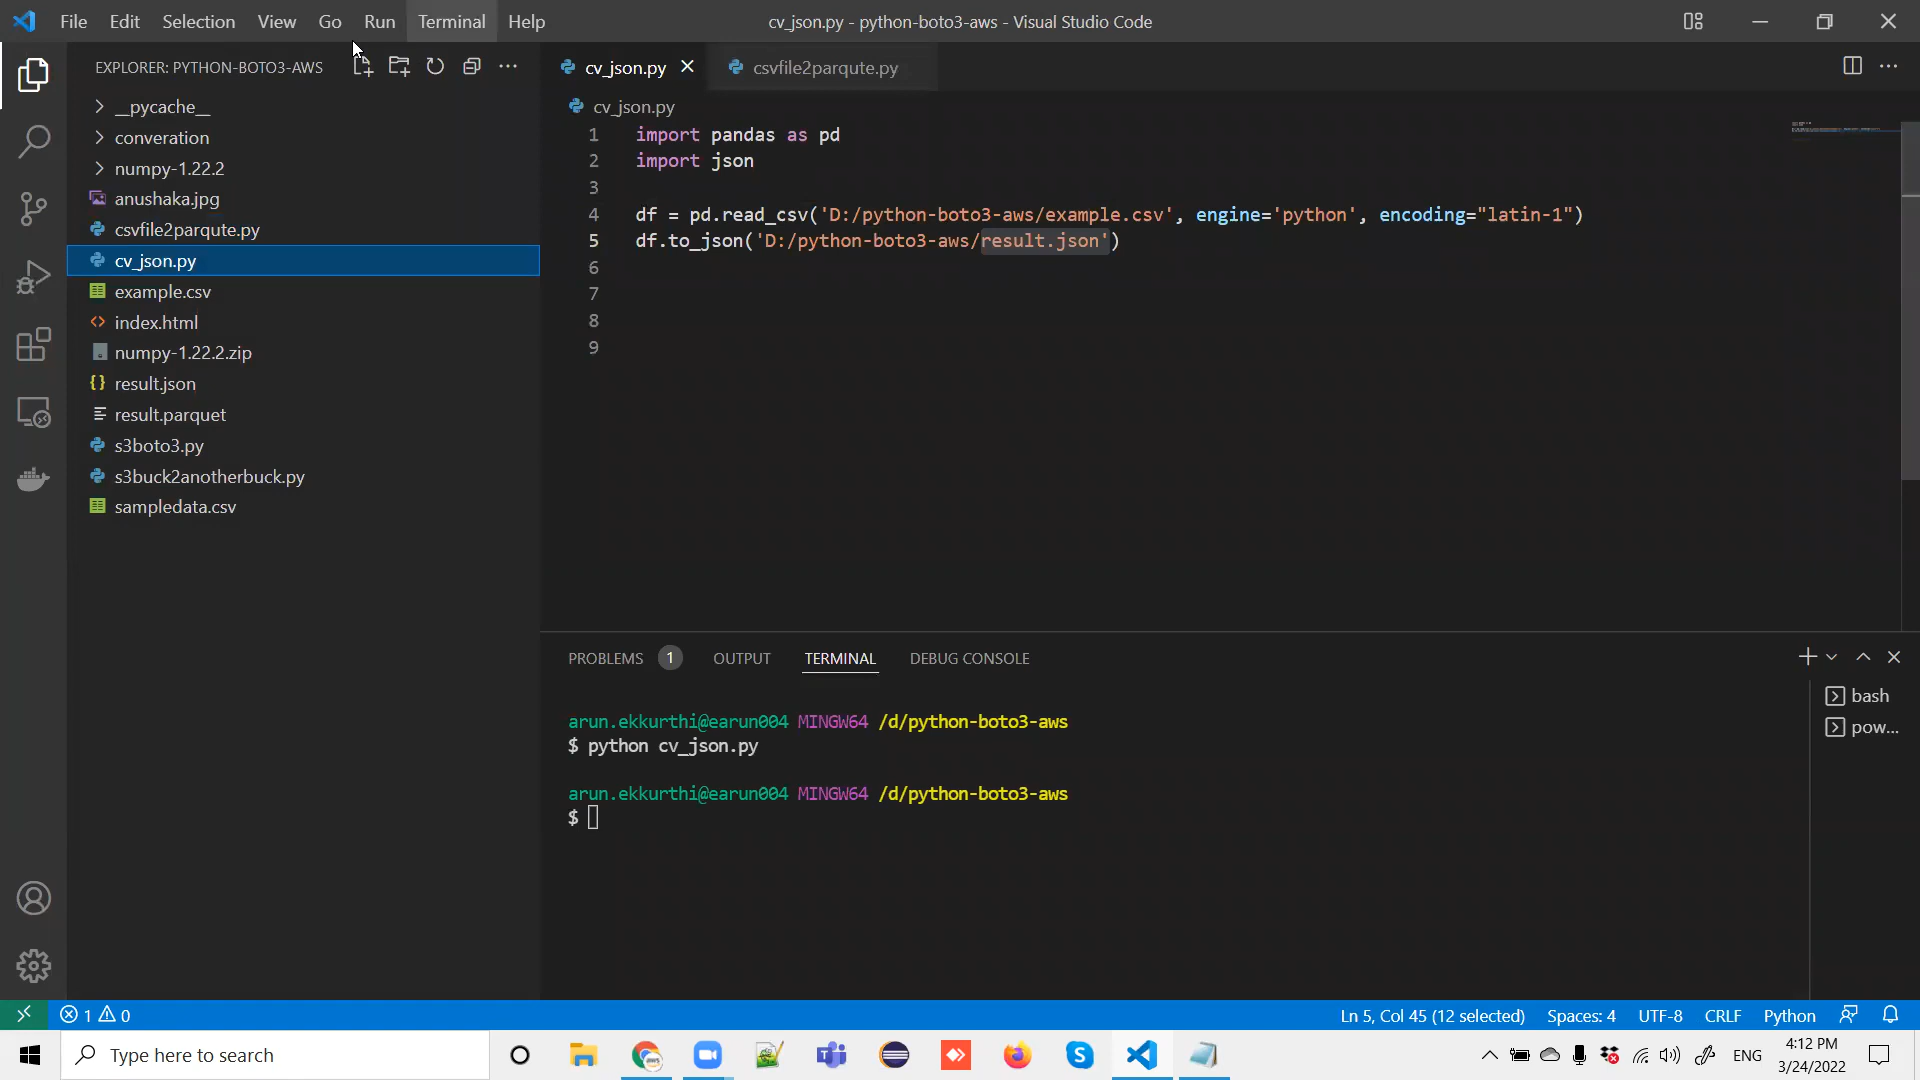 File Edit Selection View Go Run Terminal Help
cv_json.py - python-boto3-aws - Visual Studio Code
EXPLORER: PYTHON-BOTO3-AWS
__pycache__
converation
numpy-1.22.2
anushaka.jpg
csvfile2parqute.py
cv_json.py
example.csv
index.html
numpy-1.22.2.zip
result.json
result.parquet
s3boto3.py
s3buck2anotherbuck.py
sampledata.csv
cv_json.py csvfile2parqute.py
cv_json.py
1 import pandas as pd
2 import json
3
4 df = pd.read_csv('D:/python-boto3-aws/example.csv', engine='python', encoding="latin-1")
5 df.to_json('D:/python-boto3-aws/result.json')
6
7
8
9
PROBLEMS 1 OUTPUT TERMINAL DEBUG CONSOLE
arun.ekkurthi@earun004 MINGW64 /d/python-boto3-aws
$ python cv_json.py
arun.ekkurthi@earun004 MINGW64 /d/python-boto3-aws
$
bash
pow...
1 0
Ln 5, Col 45 (12 selected) Spaces: 4 UTF-8 CRLF Python
Type here to search
ENG
4:12 PM
3/24/2022